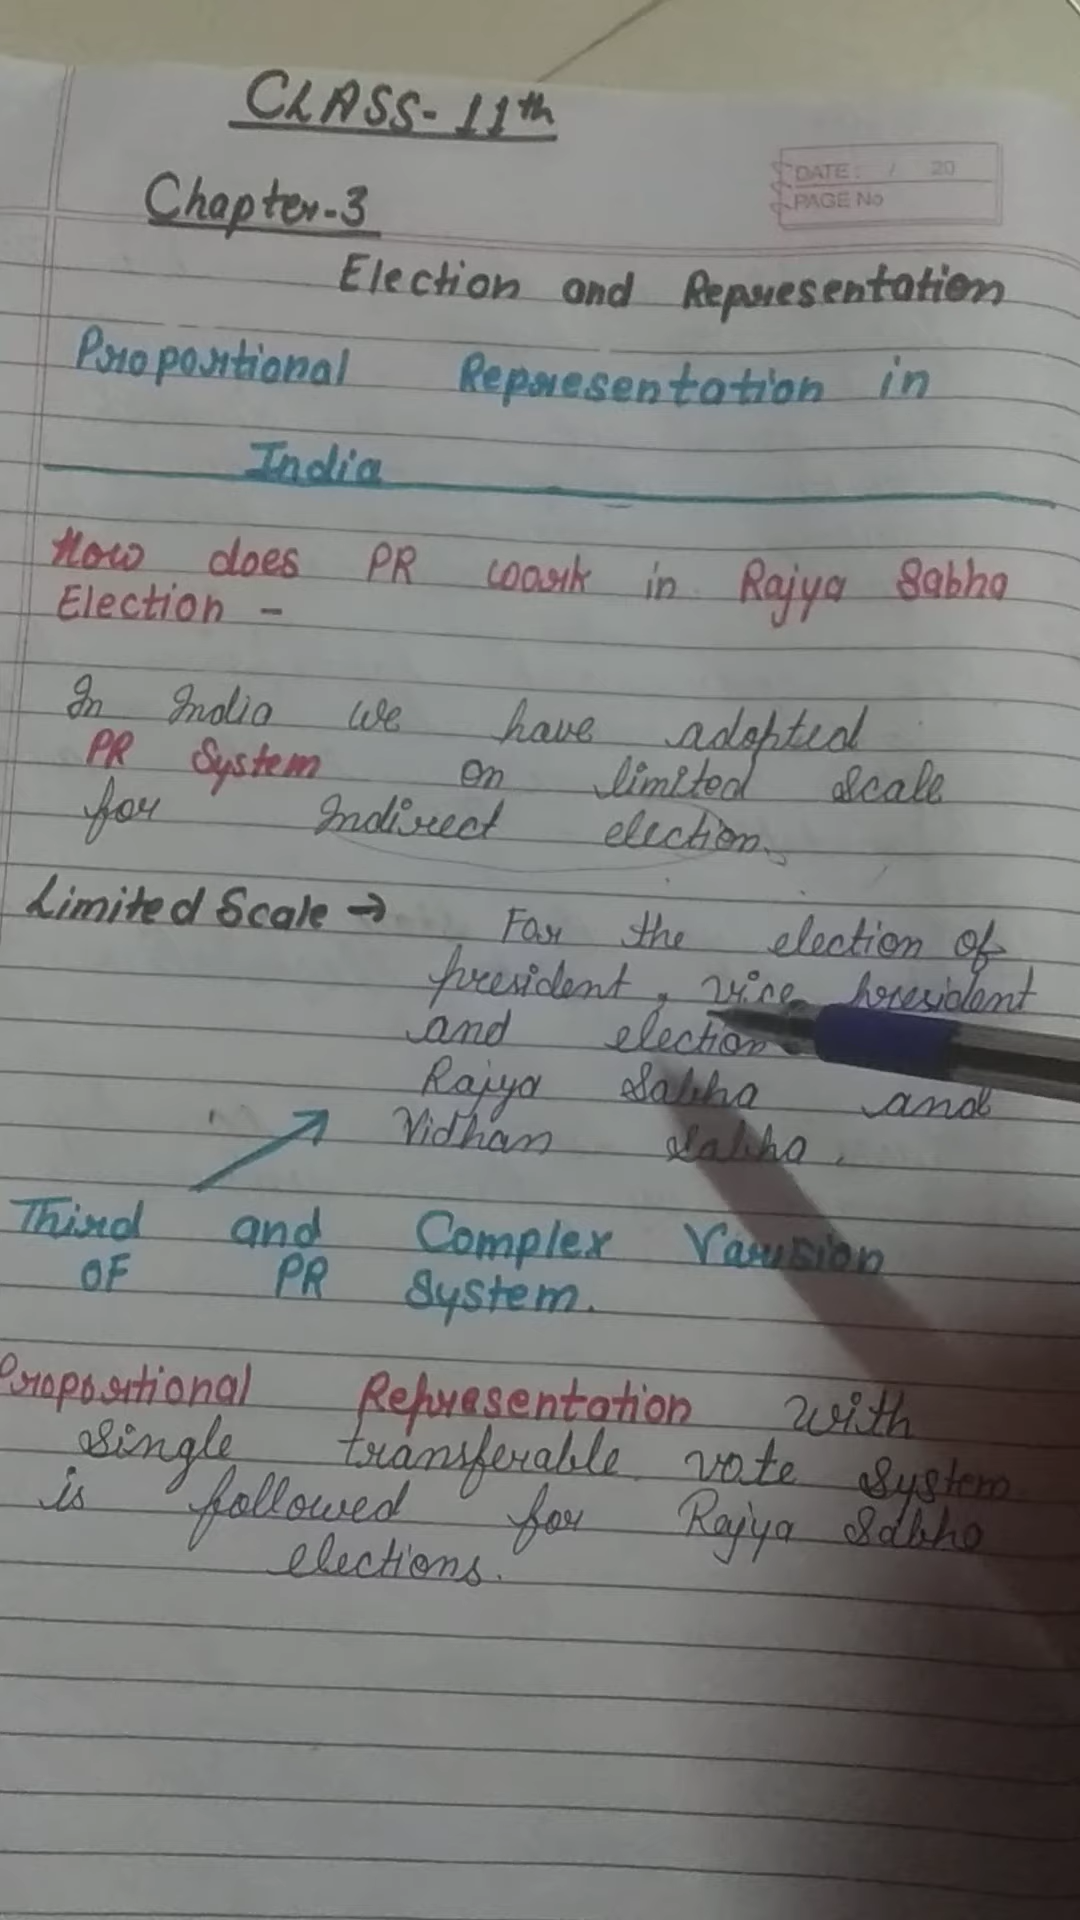 CLASS- 11th
DATE: / 20
PAGE No
Chapter-3
Election and Representation
Proportional Representation in
India
How does PR work in Rajya Sabha
Election -
In India we have adopted
PR System on limited scale
for Indirect election.
Limited Scale → For the election of
president, vice president
and election
Rajya Sabha and
Vidhan Sabha.
Third and Complex Varusion
OF PR System.
Proportional Representation with
single transferable vote system
is followed for Rajya Sabha
elections.